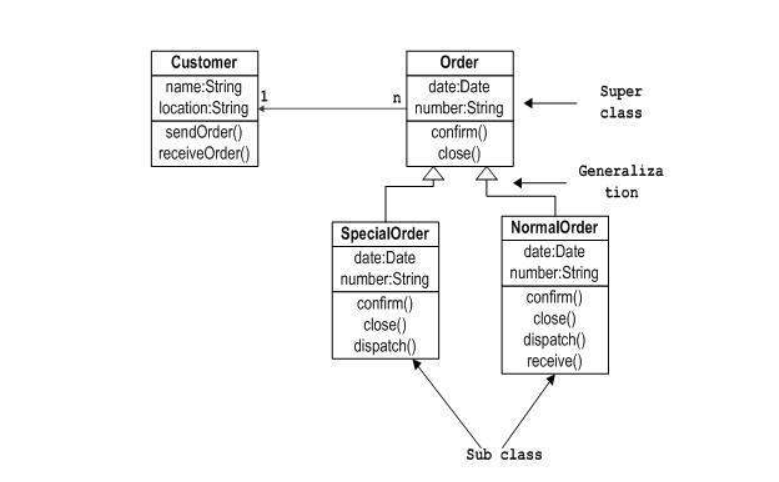 Customer
name:String
location:String
sendOrder()
receiveOrder()
1
n
Order
date:Date
number:String
confirm()
close()
Super
class
Generaliza
tion
SpecialOrder
date:Date
number:String
confirm()
close()
dispatch()
NormalOrder
date:Date
number:String
confirm()
close()
dispatch()
receive()
Sub class